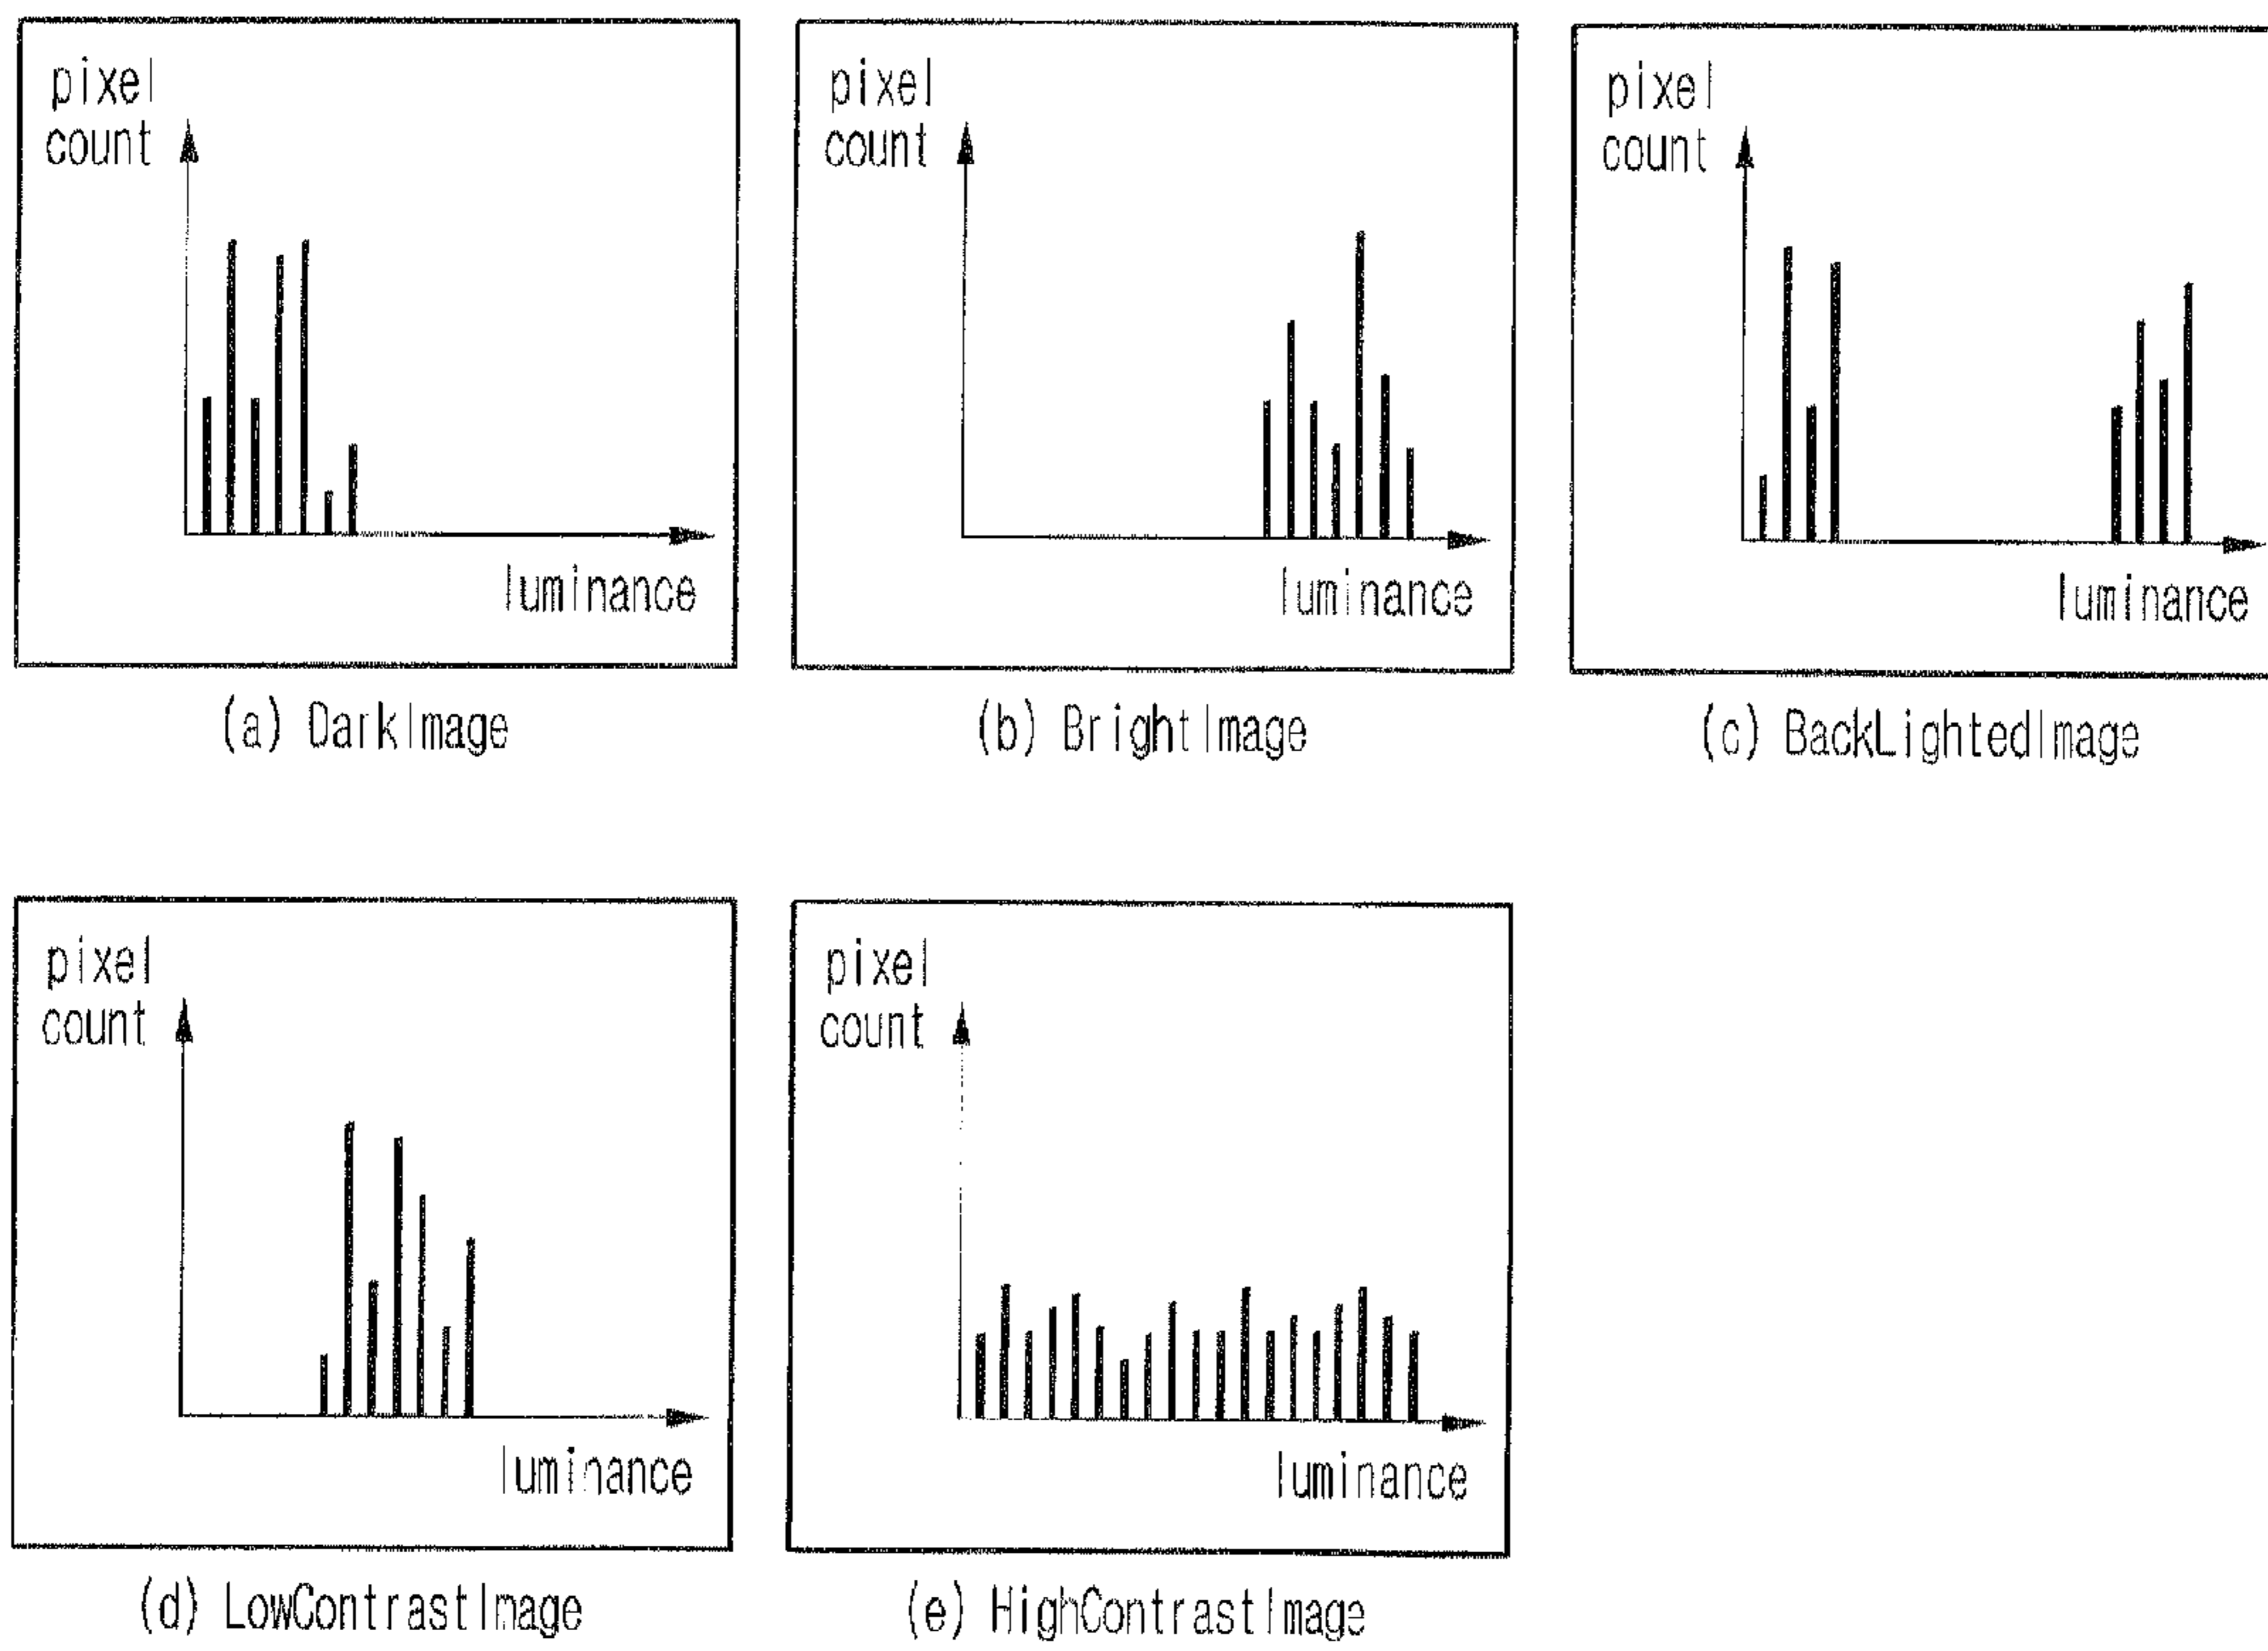 pixel
count
luminance
(a) DarkImage
pixel
count
luminance
(b) BrightImage
pixel
count
luminance
(c) BackLightedImage
pixel
count
luminance
(d) LowContrastImage
pixel
count
luminance
(e) HighContrastImage